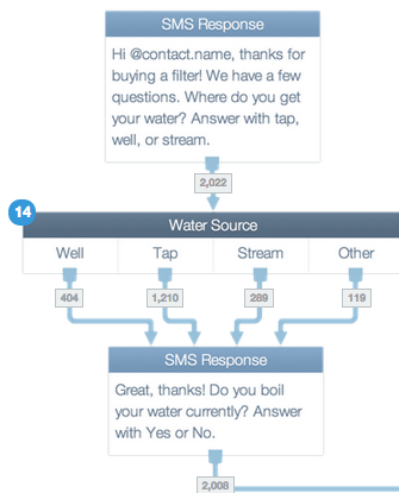 SMS Response
Hi @contact.name, thanks for
buying a filter! We have a few
questions. Where do you get
your water? Answer with tap,
well, or stream.
2,022
14
Water Source
Well Tap Stream Other
404 1,210 289 119
SMS Response
Great, thanks! Do you boil
your water currently? Answer
with Yes or No.
2,008